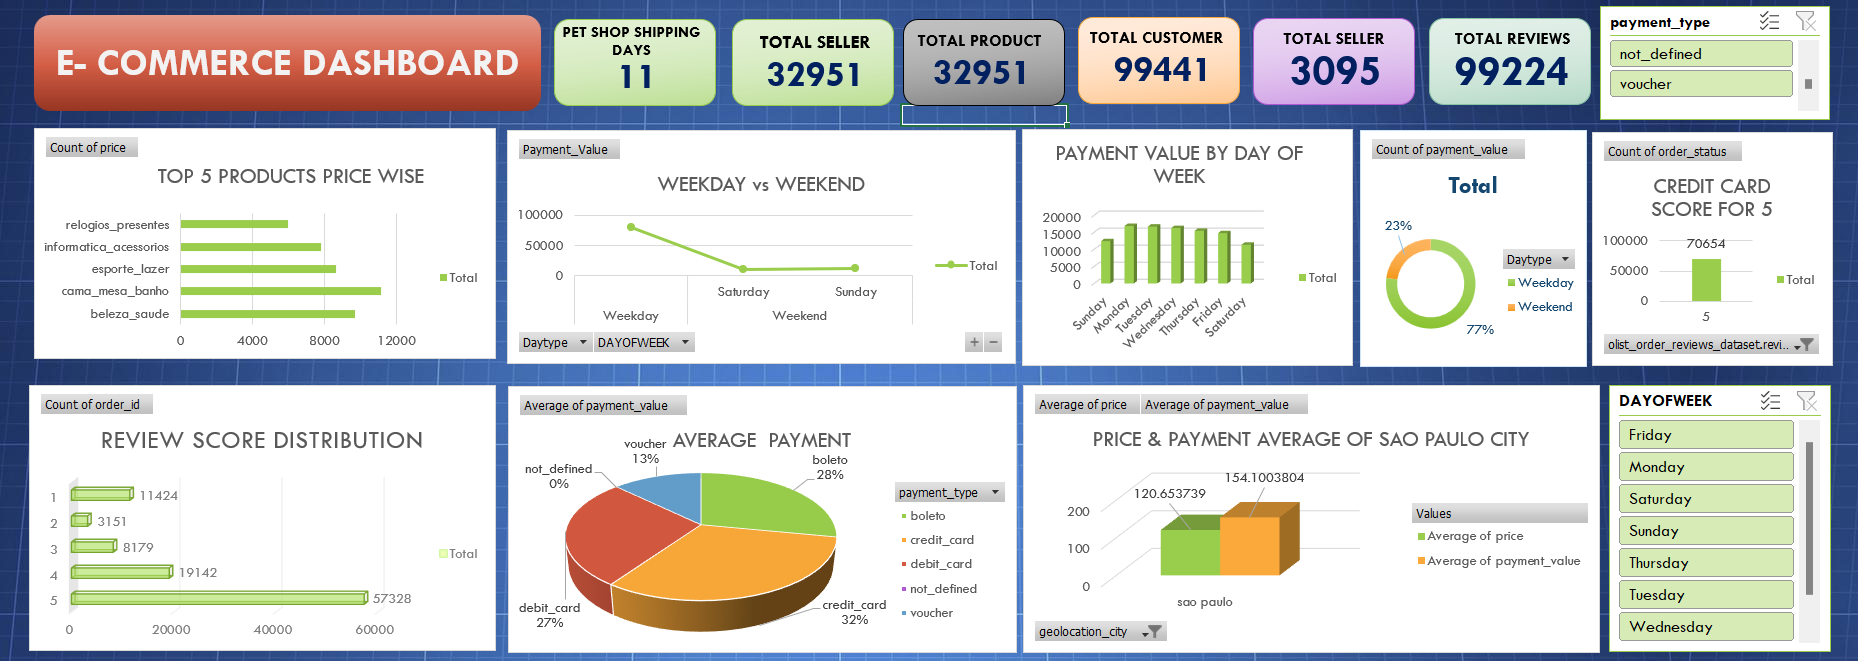 E- COMMERCE DASHBOARD
PET SHOP SHIPPING
DAYS
11
TOTAL SELLER
32951
TOTAL PRODUCT
32951
TOTAL CUSTOMER
99441
TOTAL SELLER
3095
TOTAL REVIEWS
99224
payment_type
not_defined
voucher
Count of price
TOP 5 PRODUCTS PRICE WISE
relogios_presentes
informatica_acessorios
esporte_lazer
cama_mesa_banho
beleza_saude
0 4000 8000 12000
Total
Payment_Value
WEEKDAY vs WEEKEND
100000
50000
0
Saturday Sunday
Weekday Weekend
Total
Daytype DAYOFWEEK
+ −
PAYMENT VALUE BY DAY OF
WEEK
20000
15000
10000
5000
0
Sunday
Monday
Tuesday
Wednesday
Thursday
Friday
Saturday
Total
Count of payment_value
Total
23%
77%
Daytype
Weekday
Weekend
Count of order_status
CREDIT CARD
SCORE FOR 5
100000
50000
0
70654
5
Total
olist_order_reviews_dataset.revi...
Count of order_id
REVIEW SCORE DISTRIBUTION
1 11424
2 3151
3 8179
4 19142
5 57328
0 20000 40000 60000
Total
Average of payment_value
AVERAGE PAYMENT
voucher
13%
boleto
28%
not_defined
0%
debit_card
27%
credit_card
32%
payment_type
boleto
credit_card
debit_card
not_defined
voucher
Average of price Average of payment_value
PRICE & PAYMENT AVERAGE OF SAO PAULO CITY
154.1003804
120.653739
200
100
0
sao paulo
Values
Average of price
Average of payment_value
geolocation_city
DAYOFWEEK
Friday
Monday
Saturday
Sunday
Thursday
Tuesday
Wednesday